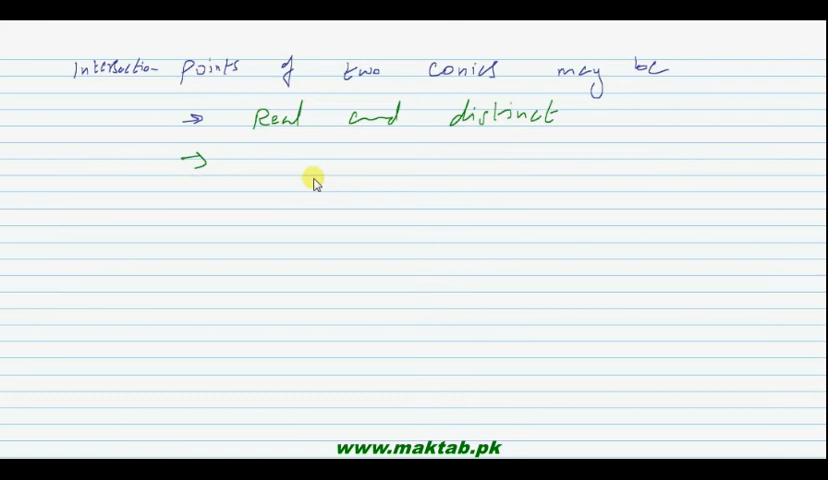 Intersection points of two conics may be
→ Real and distinct
→
www.maktab.pk